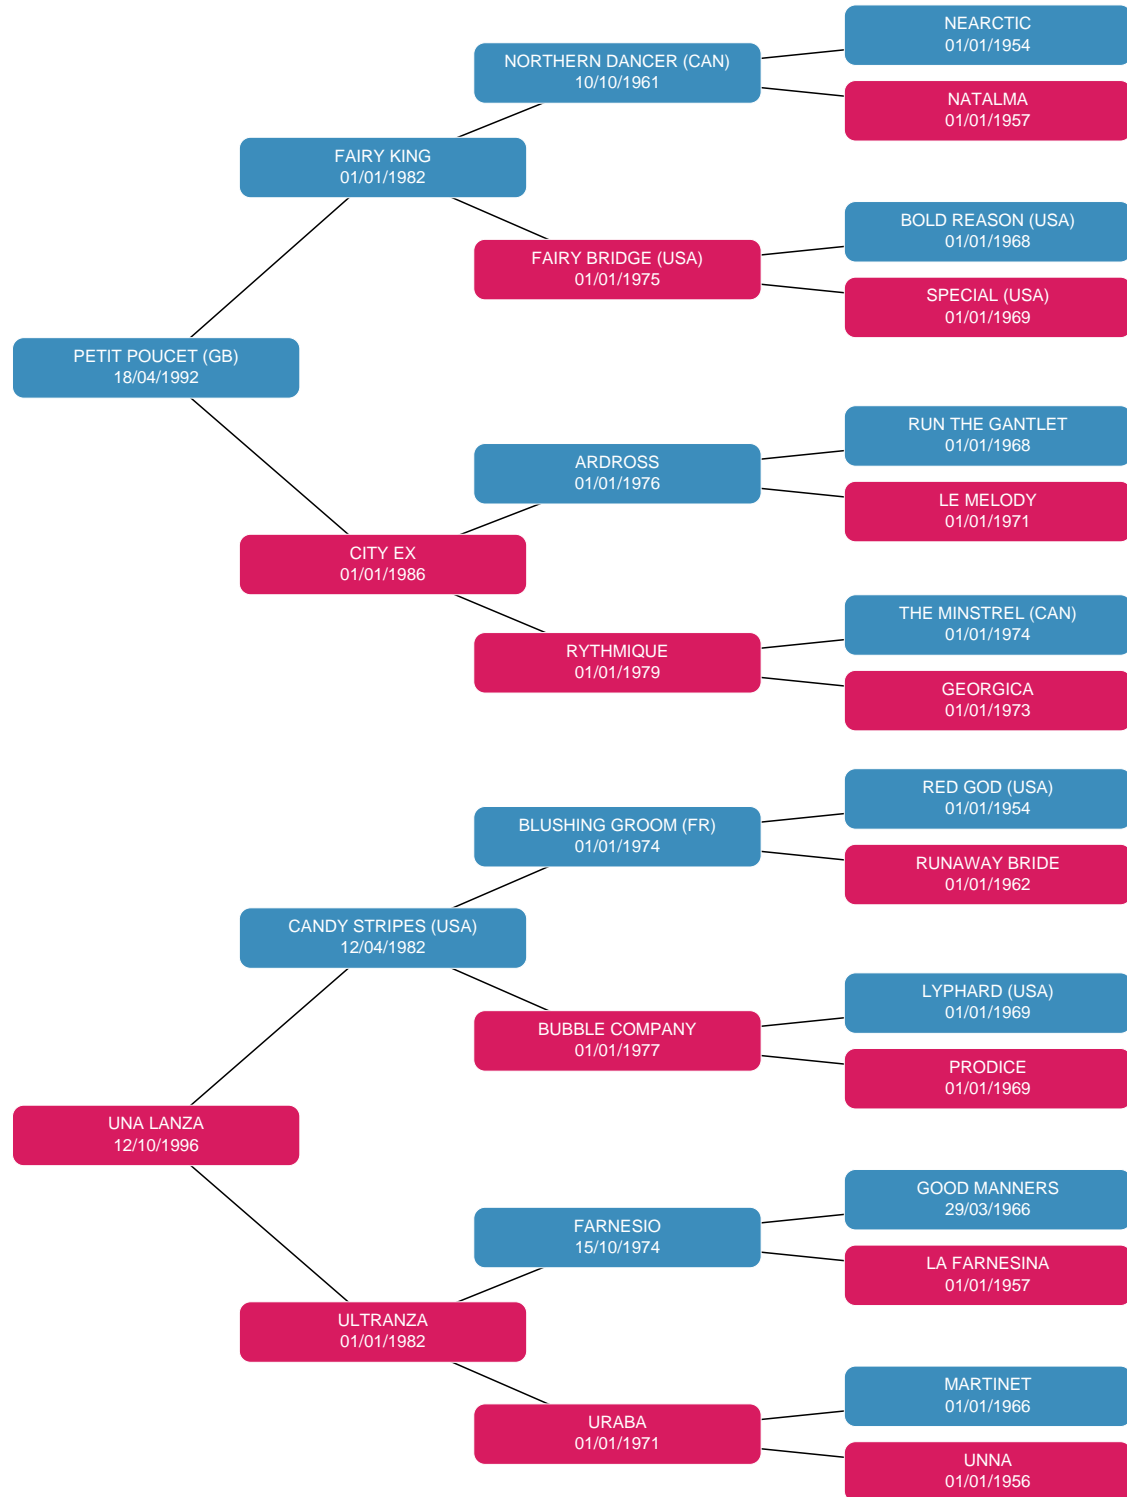 NEARCTIC
01/01/1954
NORTHERN DANCER (CAN)
10/10/1961
NATALMA
01/01/1957
FAIRY KING
01/01/1982
BOLD REASON (USA)
01/01/1968
FAIRY BRIDGE (USA)
01/01/1975
SPECIAL (USA)
01/01/1969
PETIT POUCET (GB)
18/04/1992
RUN THE GANTLET
01/01/1968
ARDROSS
01/01/1976
LE MELODY
01/01/1971
CITY EX
01/01/1986
THE MINSTREL (CAN)
01/01/1974
RYTHMIQUE
01/01/1979
GEORGICA
01/01/1973
RED GOD (USA)
01/01/1954
BLUSHING GROOM (FR)
01/01/1974
RUNAWAY BRIDE
01/01/1962
CANDY STRIPES (USA)
12/04/1982
LYPHARD (USA)
01/01/1969
BUBBLE COMPANY
01/01/1977
PRODICE
01/01/1969
UNA LANZA
12/10/1996
GOOD MANNERS
29/03/1966
FARNESIO
15/10/1974
LA FARNESINA
01/01/1957
ULTRANZA
01/01/1982
MARTINET
01/01/1966
URABA
01/01/1971
UNNA
01/01/1956